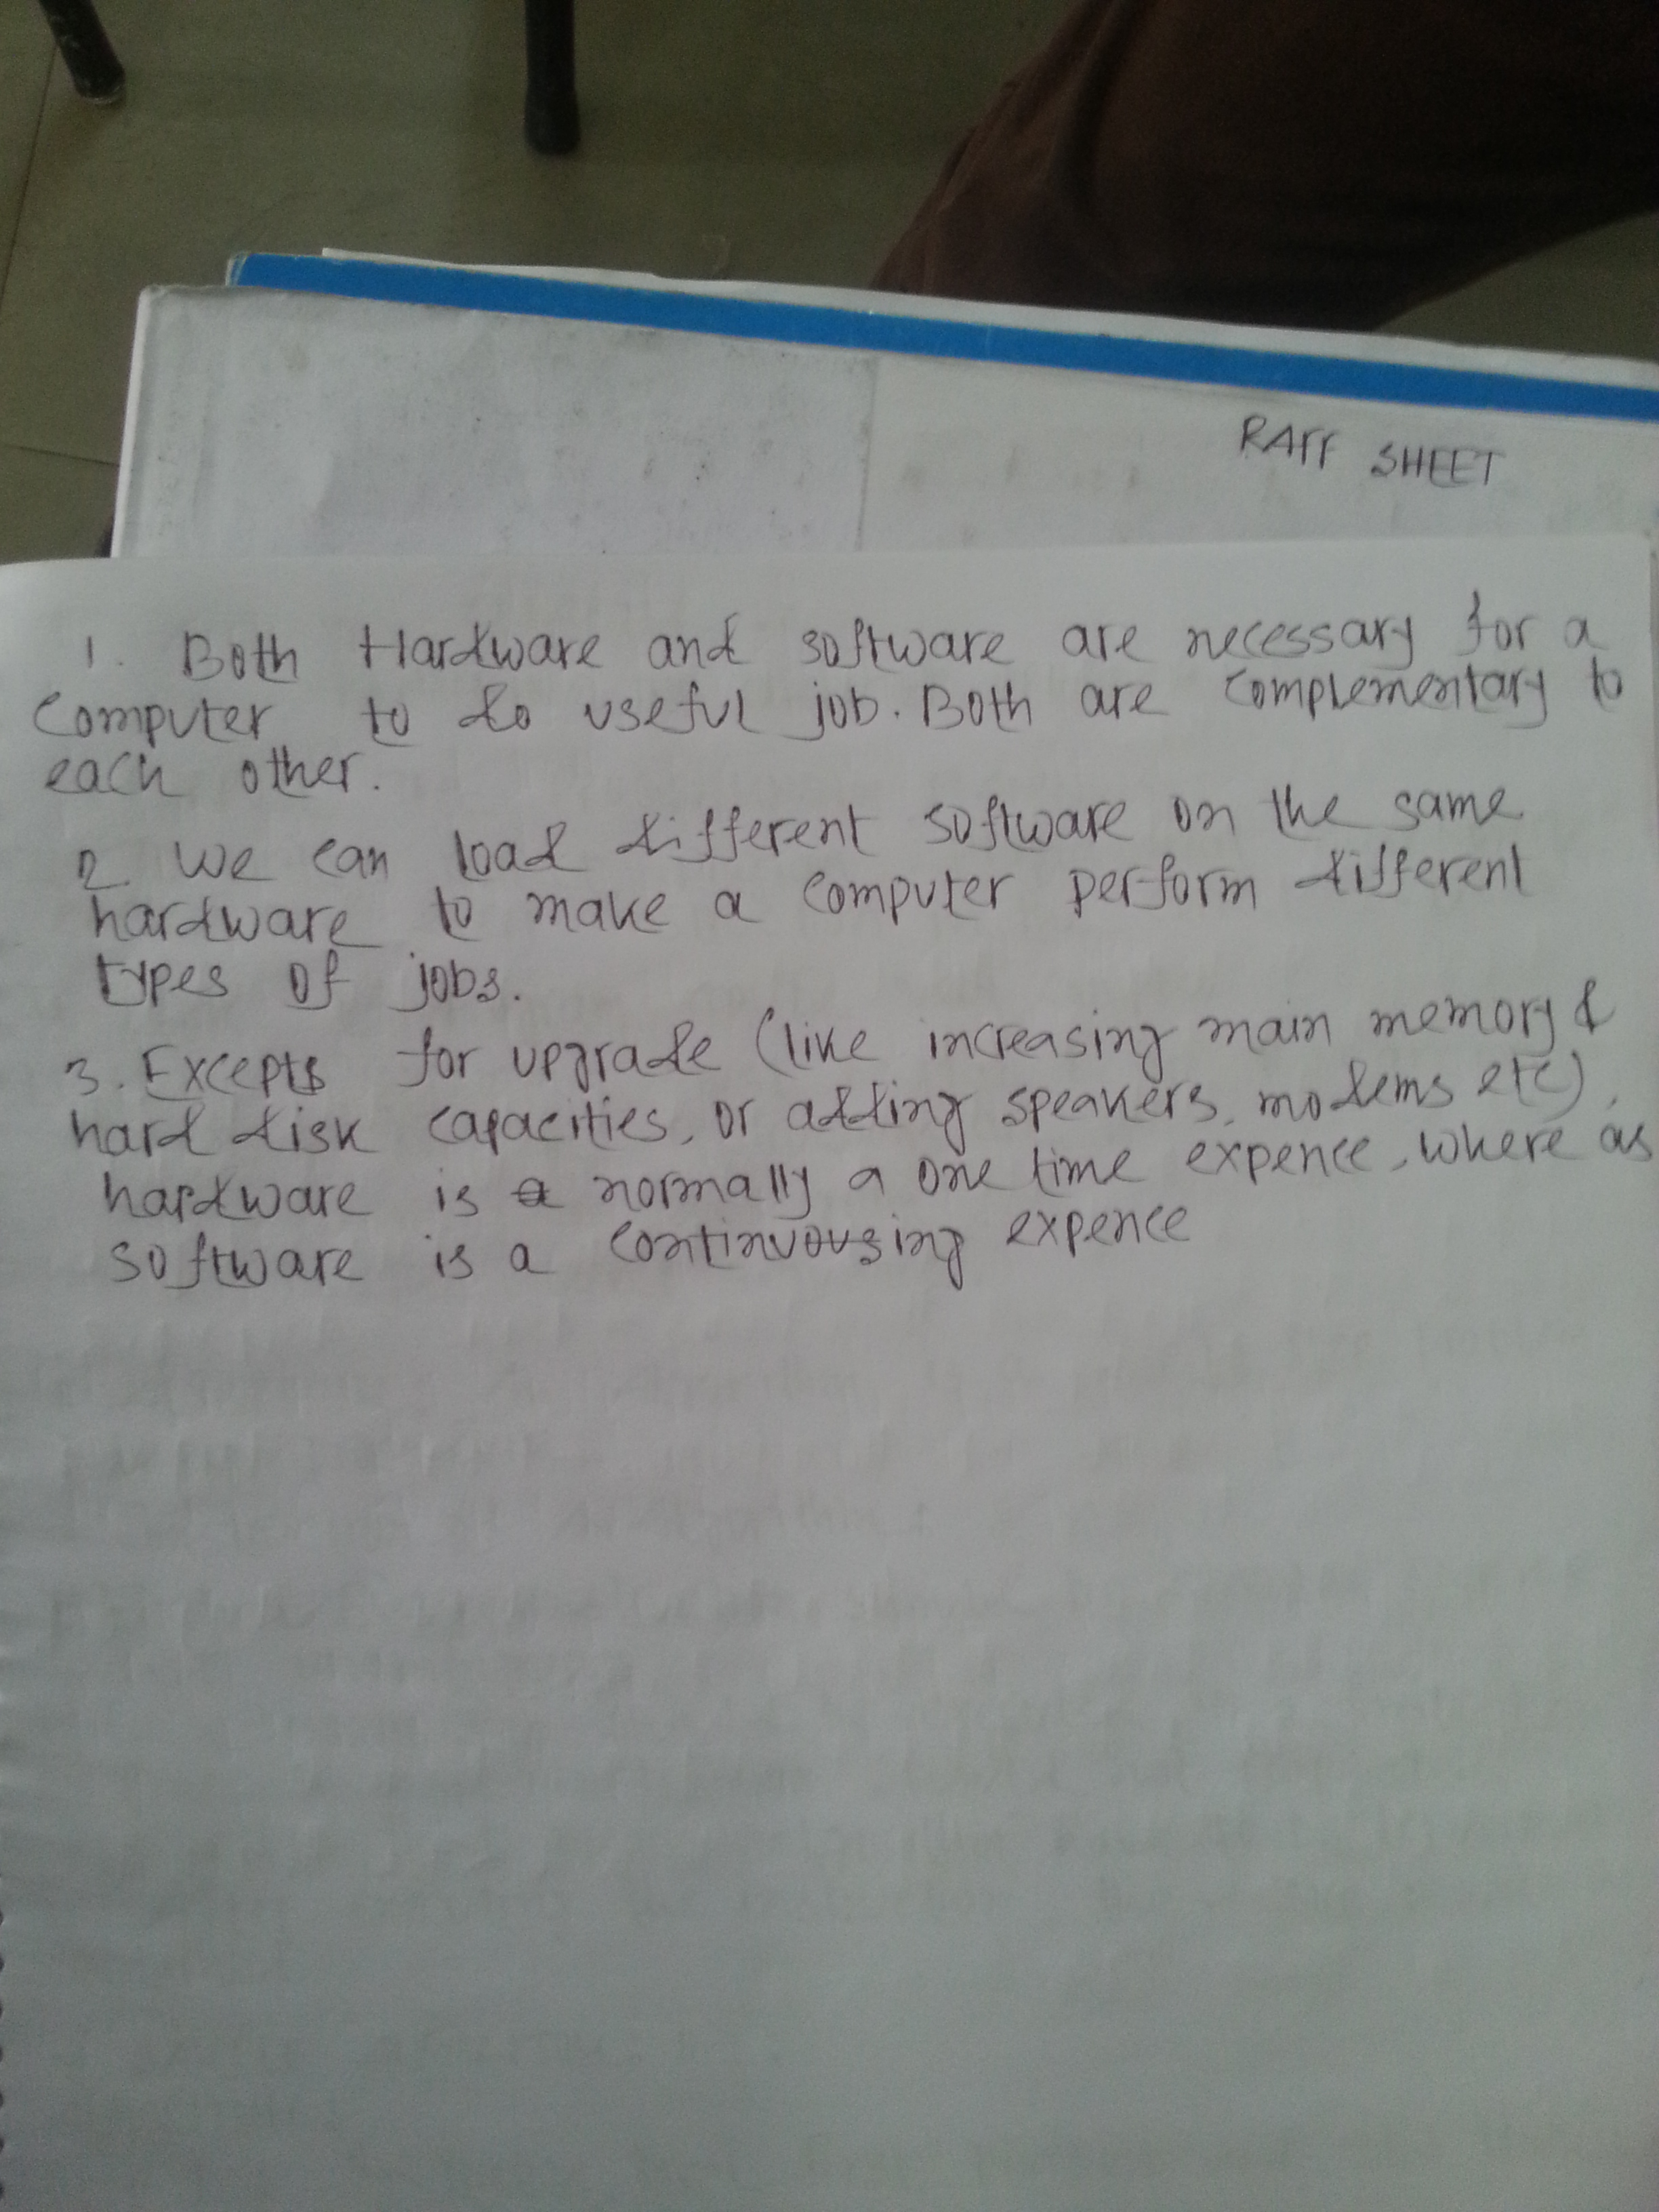 RAFF SHEET
1. Both Hardware and software are necessary for a
computer to do useful job. Both are complementary to
each other.
2. We can load different software on the same
hardware to make a computer perform different
types of jobs.
3. Excepts for upgrade (like increasing main memory &
hard disk capacities, or adding speakers, modems etc),
hardware is normally a one time expence, where as
software is a continuousing expence